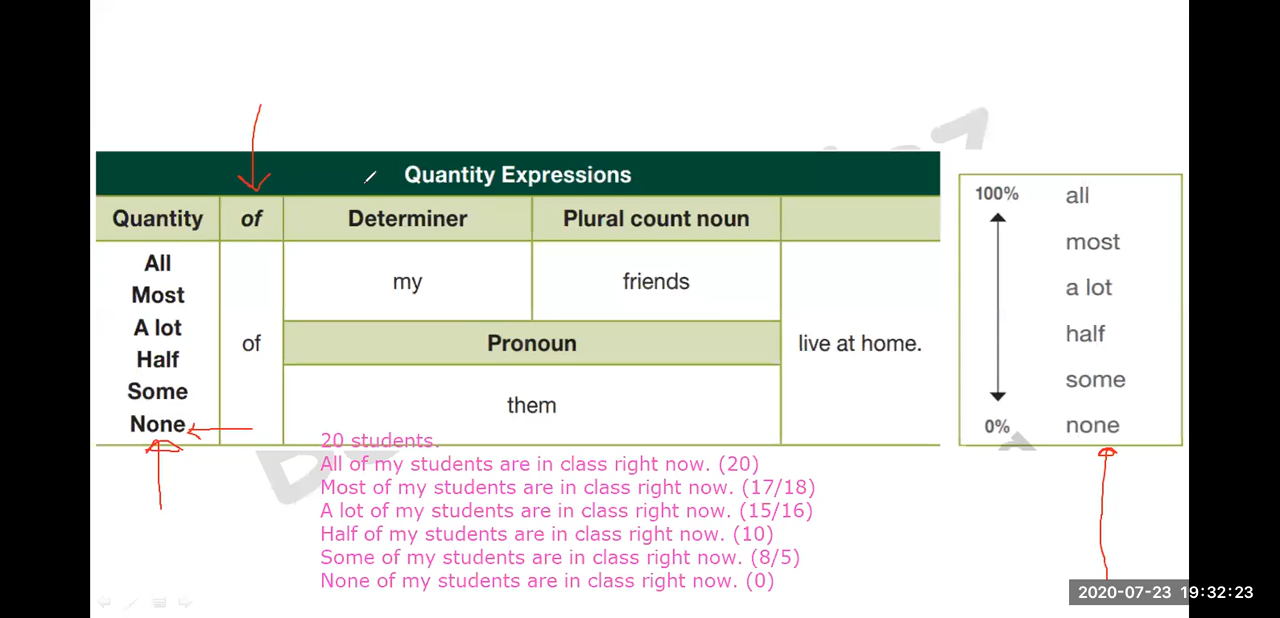 Quantity Expressions
Quantity of Determiner Plural count noun
All
Most
A lot
Half
Some
None
of
my friends
Pronoun
them
live at home.
100% all
most
a lot
half
some
0% none
20 students.
All of my students are in class right now. (20)
Most of my students are in class right now. (17/18)
A lot of my students are in class right now. (15/16)
Half of my students are in class right now. (10)
Some of my students are in class right now. (8/5)
None of my students are in class right now. (0)
2020-07-23 19:32:23